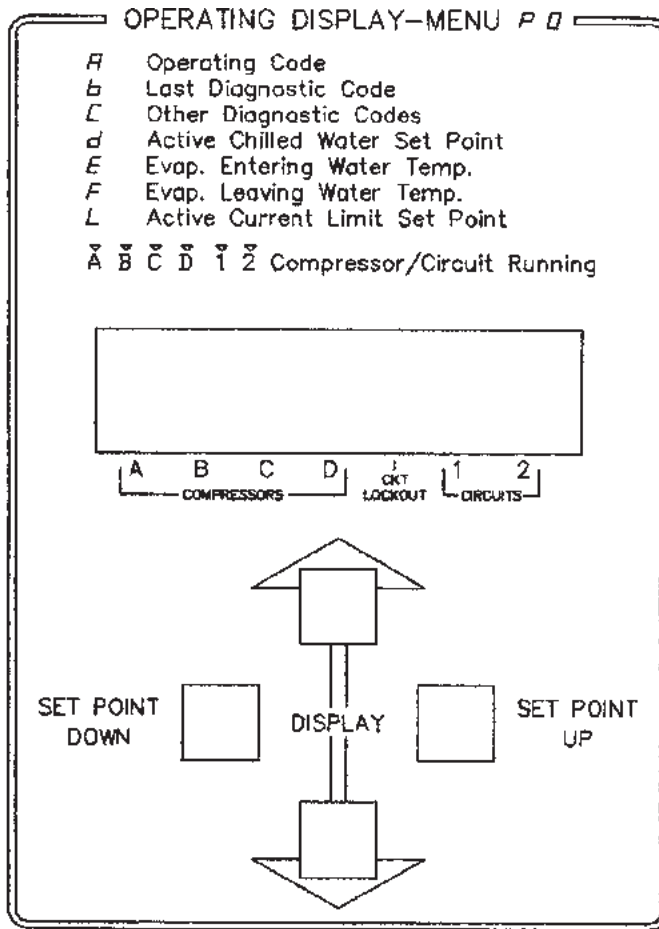 OPERATING DISPLAY-MENU P 0
A Operating Code
b Last Diagnostic Code
C Other Diagnostic Codes
d Active Chilled Water Set Point
E Evap. Entering Water Temp.
F Evap. Leaving Water Temp.
L Active Current Limit Set Point
A B C D 1 2 Compressor/Circuit Running
A B C D 1 2
COMPRESSORS CKT LOCKOUT CIRCUITS
SET POINT DOWN
DISPLAY
SET POINT UP